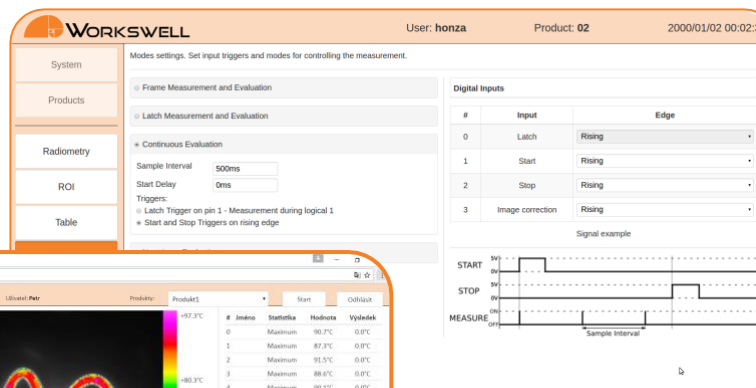 WORKSWELL
User: honza
Product: 02
2000/01/02 00:02:
System
Products
Radiometry
ROI
Table
Modes settings. Set input triggers and modes for controlling the measurement.
Frame Measurement and Evaluation
Latch Measurement and Evaluation
Continuous Evaluation
Sample Interval 500ms
Start Delay 0ms
Triggers:
Latch Trigger on pin 1 - Measurement during logical 1
Start and Stop Triggers on rising edge
Digital Inputs
# Input Edge
0 Latch Rising
1 Start Rising
2 Stop Rising
3 Image correction Rising
Signal example
START 5V 0V
STOP 5V 0V
MEASURE ON OFF
Sample Interval
Uživatel: Petr
Produkty: Produkt1
Start
Odhlásit
+97.3°C
+80.3°C
# Jméno Statistika Hodnota Výsledek
0 Maximum 90.7°C 0.0°C
1 Maximum 87.3°C 0.0°C
2 Maximum 91.5°C 0.0°C
3 Maximum 88.6°C 0.0°C